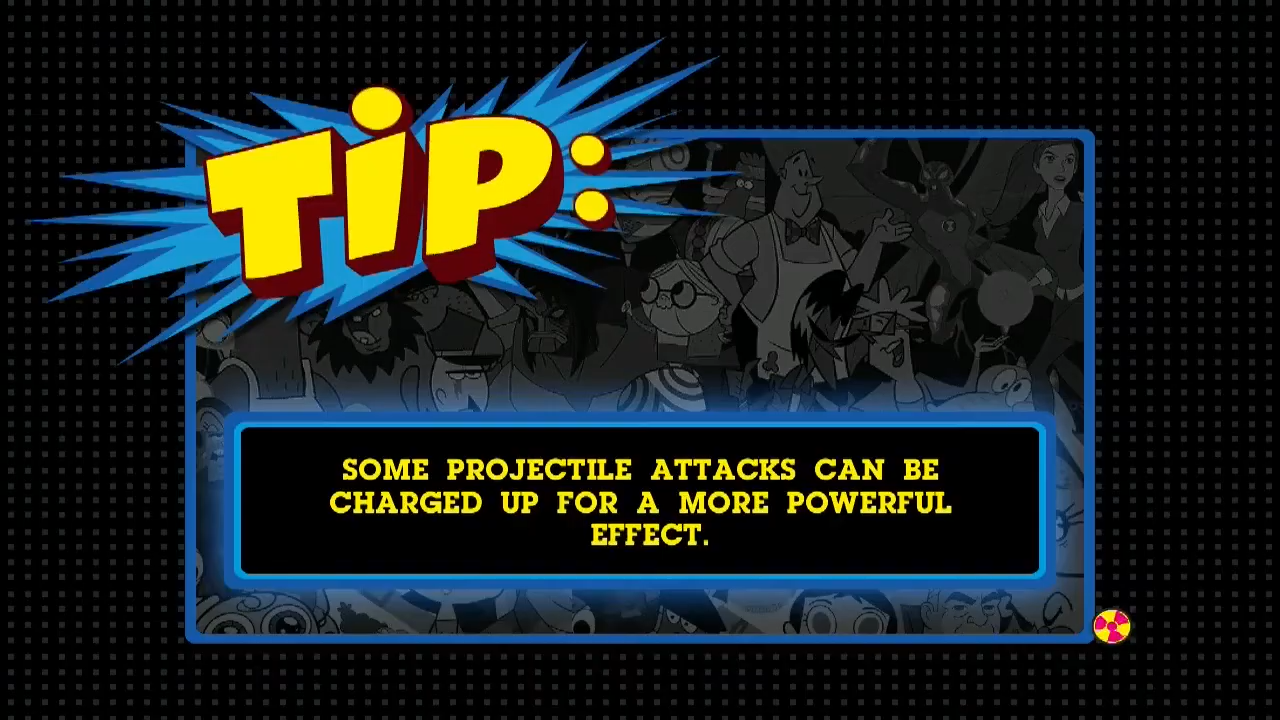 TiP:
SOME PROJECTILE ATTACKS CAN BE
CHARGED UP FOR A MORE POWERFUL
EFFECT.